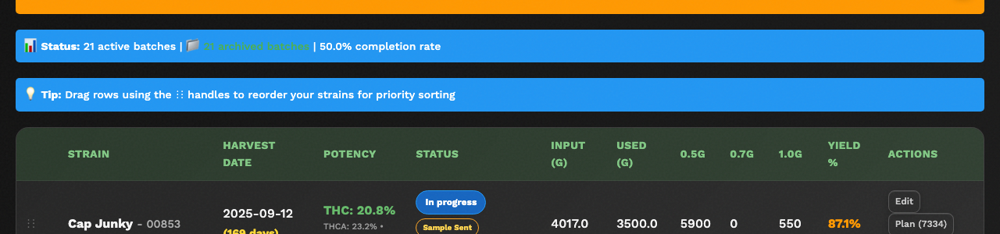 Status: 21 active batches | 21 archived batches | 50.0% completion rate
Tip: Drag rows using the ⠿ handles to reorder your strains for priority sorting
STRAIN HARVEST DATE POTENCY STATUS INPUT (G) USED (G) 0.5G 0.7G 1.0G YIELD % ACTIONS
Cap Junky - 00853
2025-09-12
(169 days)
THC: 20.8%
THCA: 23.2% •
In progress
Sample Sent
4017.0 3500.0 5900 0 550 87.1%
Edit
Plan (7334)